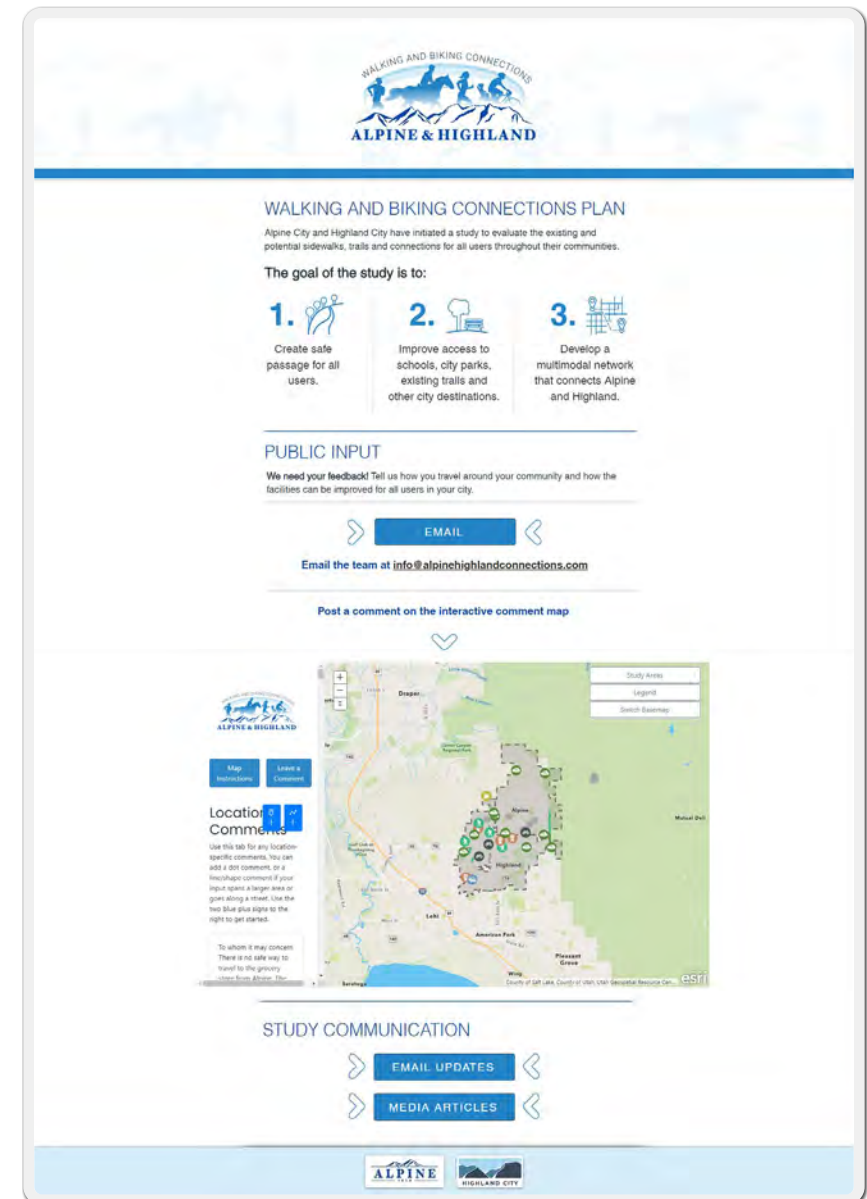 WALKING AND BIKING CONNECTIONS
ALPINE & HIGHLAND
WALKING AND BIKING CONNECTIONS PLAN
Alpine City and Highland City have initiated a study to evaluate the existing and
potential sidewalks, trails and connections for all users throughout their communities.
The goal of the study is to:
1.
Create safe
passage for all
users.
2.
Improve access to
schools, city parks,
existing trails and
other city destinations.
3.
Develop a
multimodal network
that connects Alpine
and Highland.
PUBLIC INPUT
We need your feedback! Tell us how you travel around your community and how the
facilities can be improved for all users in your city.
EMAIL
Email the team at info@alpinehighlandconnections.com
Post a comment on the interactive comment map
WALKING AND BIKING CONNECTIONS
ALPINE & HIGHLAND
Map
Instructions
Leave a
Comment
Location
Comments
Use this tab for any location-
specific comments. You can
add a dot comment, or a
line/shape comment if your
input spans a larger area or
goes along a street. Use the
two blue plus signs to the
right to get started.
To whom it may concern
There is no safe way to
travel to the grocery
store from Alpine. The
+
−
Study Areas
Legend
Switch Basemap
Draper
Alpine
Highland
Lehi
American Fork
Pleasant
Grove
Saratoga
esri
STUDY COMMUNICATION
EMAIL UPDATES
MEDIA ARTICLES
ALPINE
HIGHLAND CITY